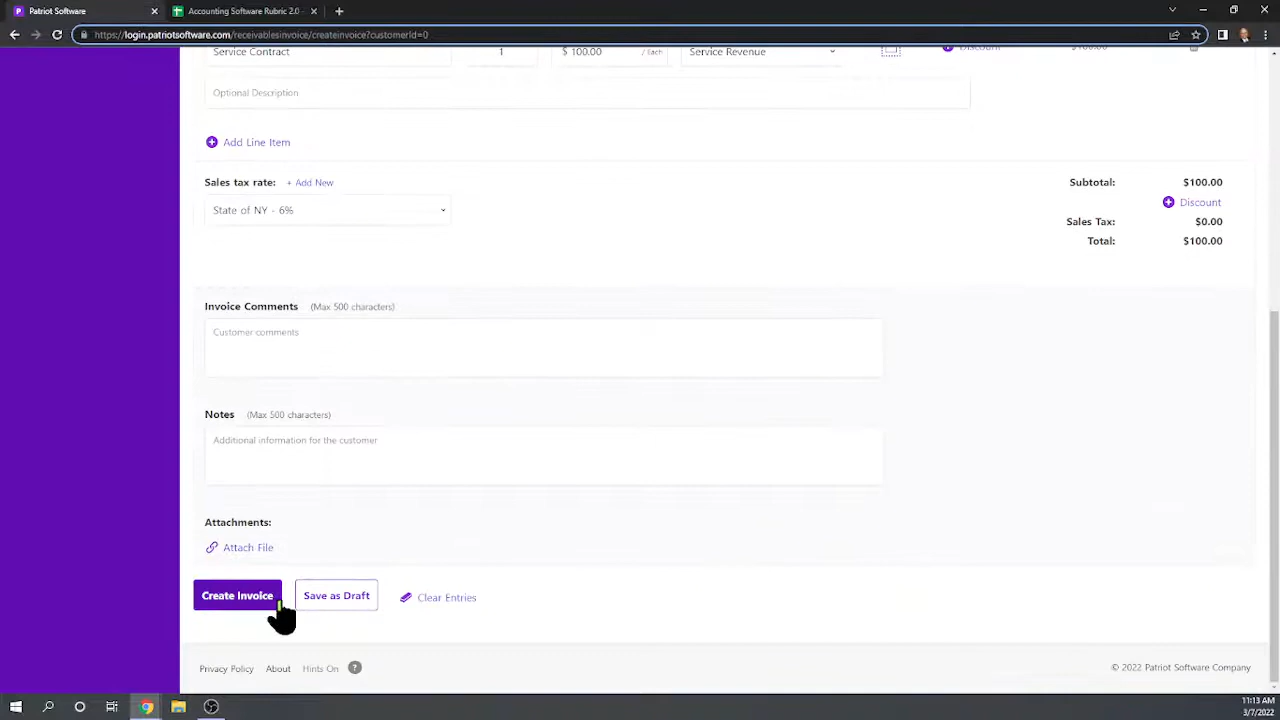 Patriot Software
Accounting Software Rubric 2.0 -
https://login.patriotsoftware.com/receivablesinvoice/createinvoice?customerId=0
Service Contract 1 $ 100.00 / Each Service Revenue Discount $100.00
Optional Description
Add Line Item
Sales tax rate: + Add New
State of NY - 6%
Subtotal: $100.00
Discount
Sales Tax: $0.00
Total: $100.00
Invoice Comments (Max 500 characters)
Customer comments
Notes (Max 500 characters)
Additional information for the customer
Attachments:
Attach File
Create Invoice Save as Draft Clear Entries
Privacy Policy About Hints On ?
© 2022 Patriot Software Company
11:13 AM
3/7/2022